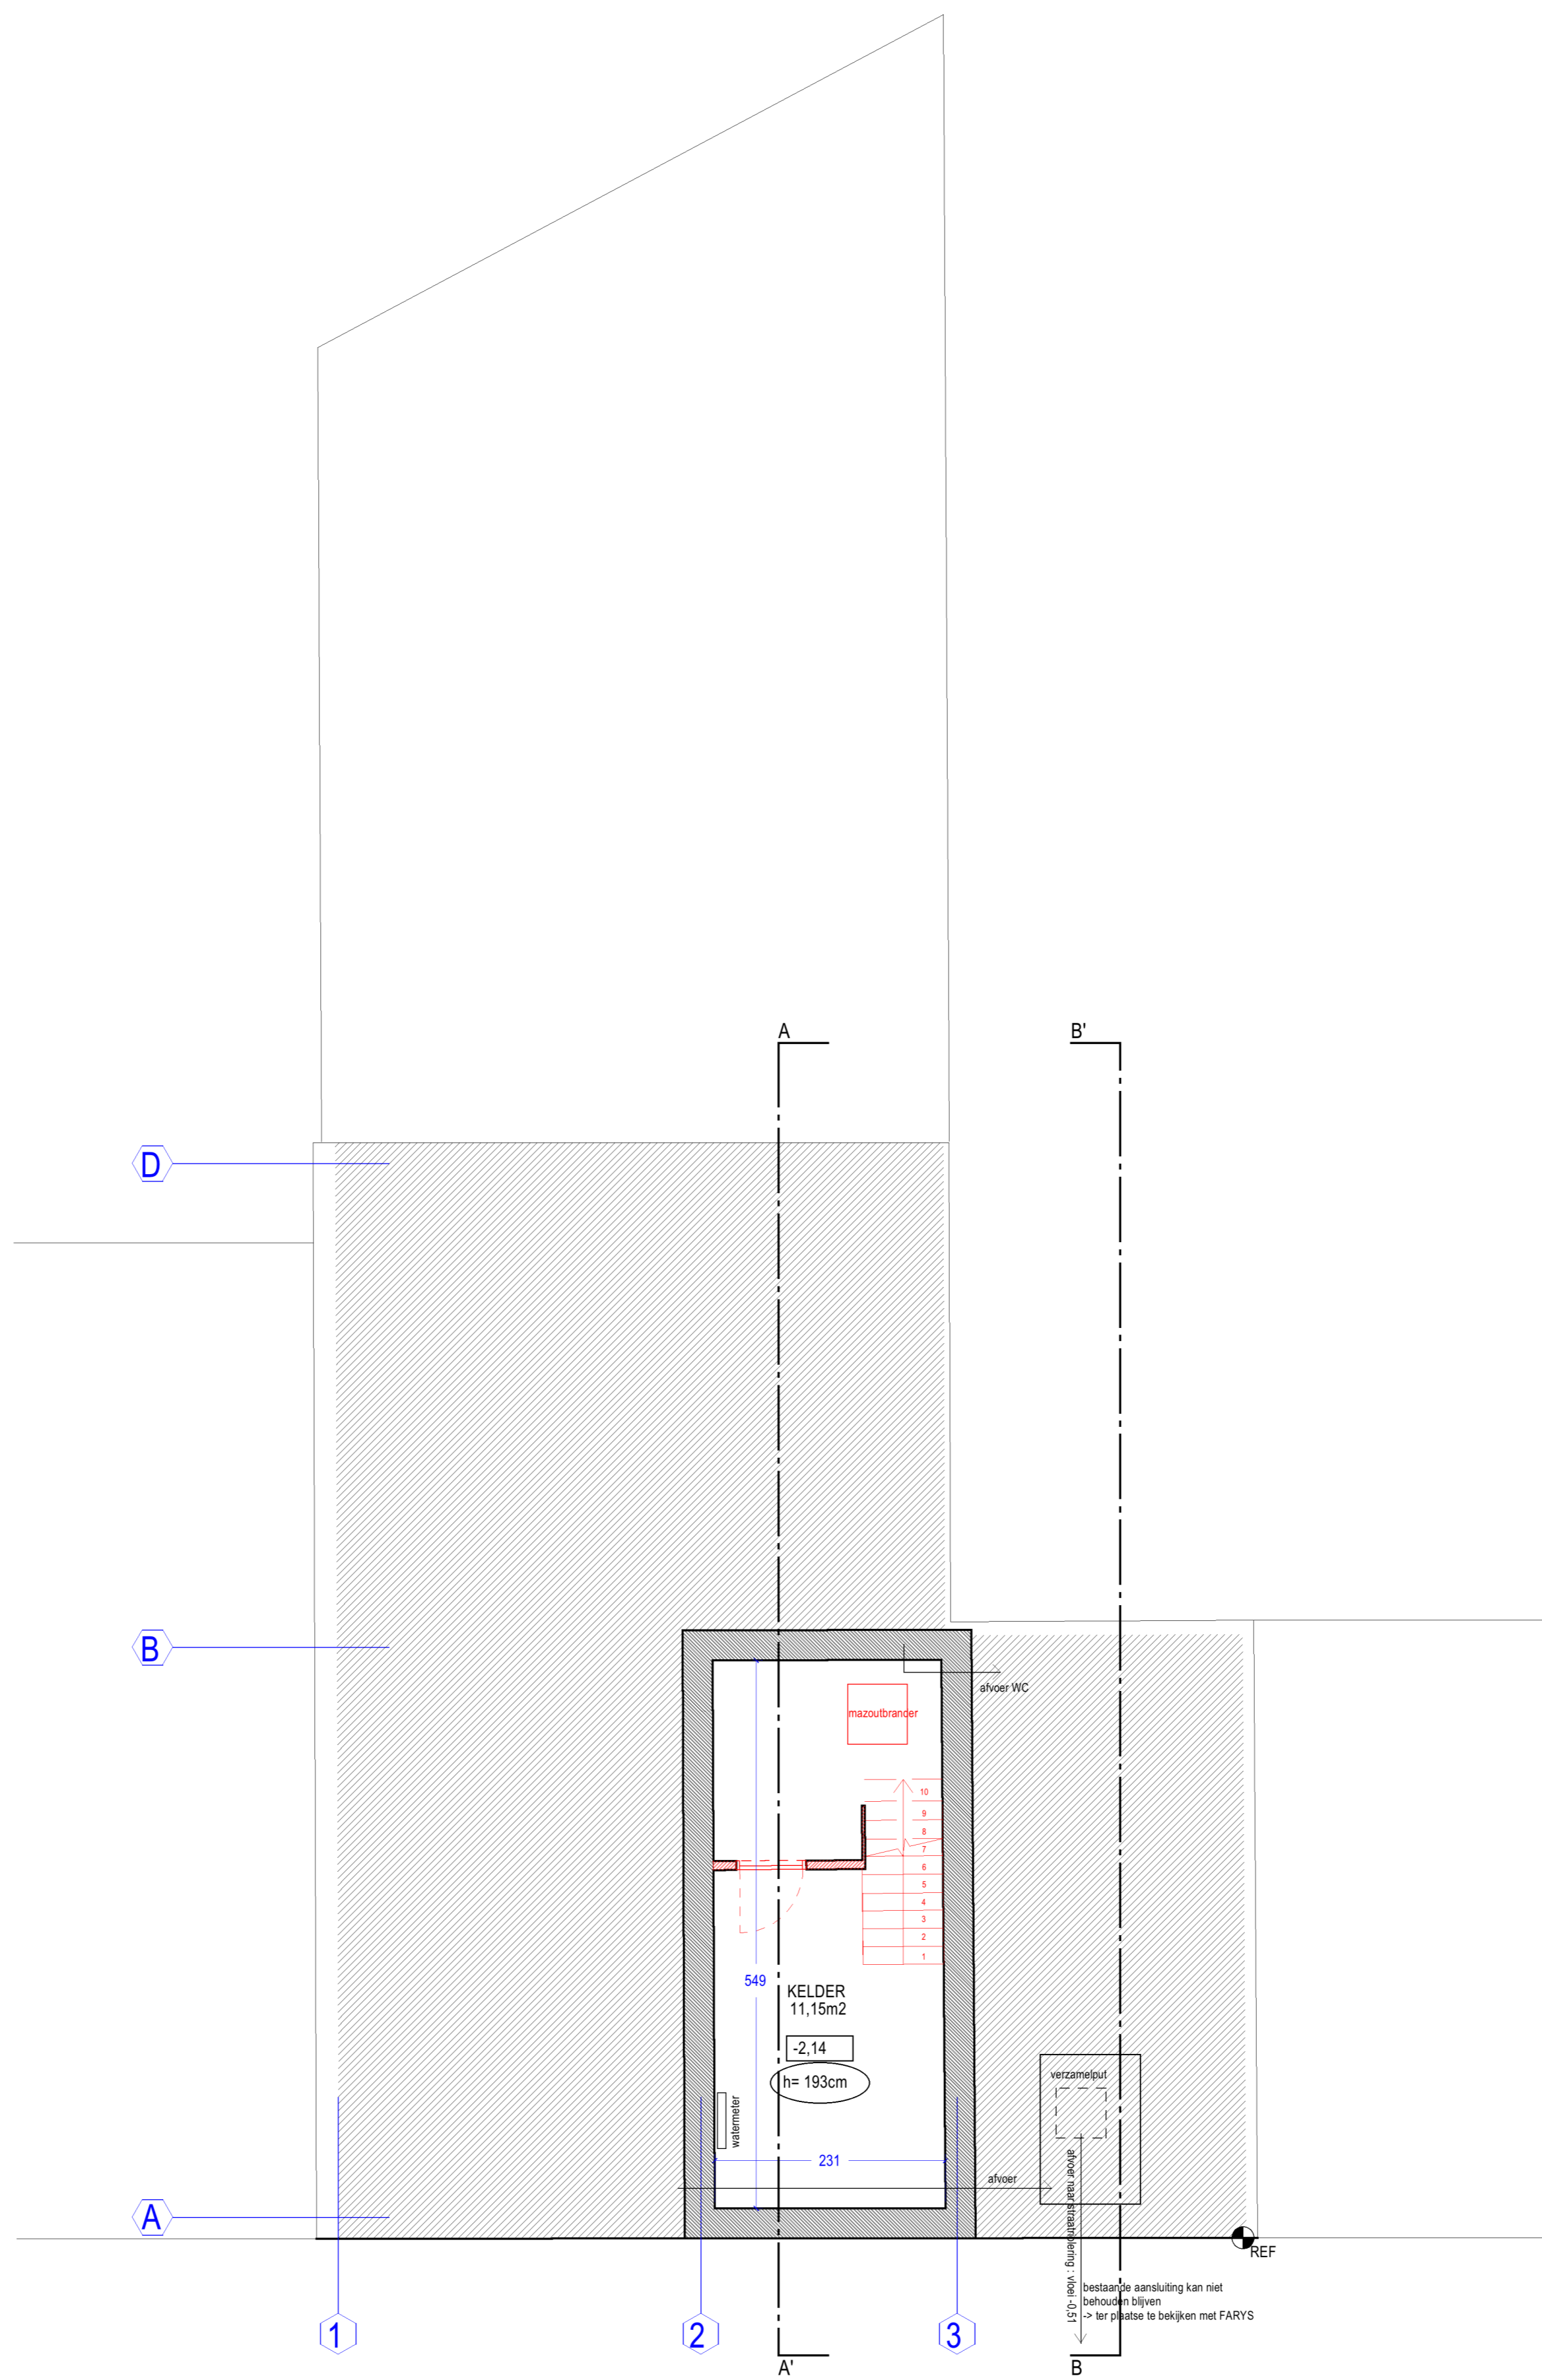 A
B'
D
B
afvoer WC
mazoutbrander
10
9
8
7
6
5
4
3
2
1
549
KELDER
11,15m2
-2,14
h= 193cm
watermeter
231
afvoer
verzamelput
afvoer naar straatriolering : vloei -0,51
A
REF
bestaande aansluiting kan niet
behouden blijven
-> ter plaatse te bekijken met FARYS
1
2
3
A'
B